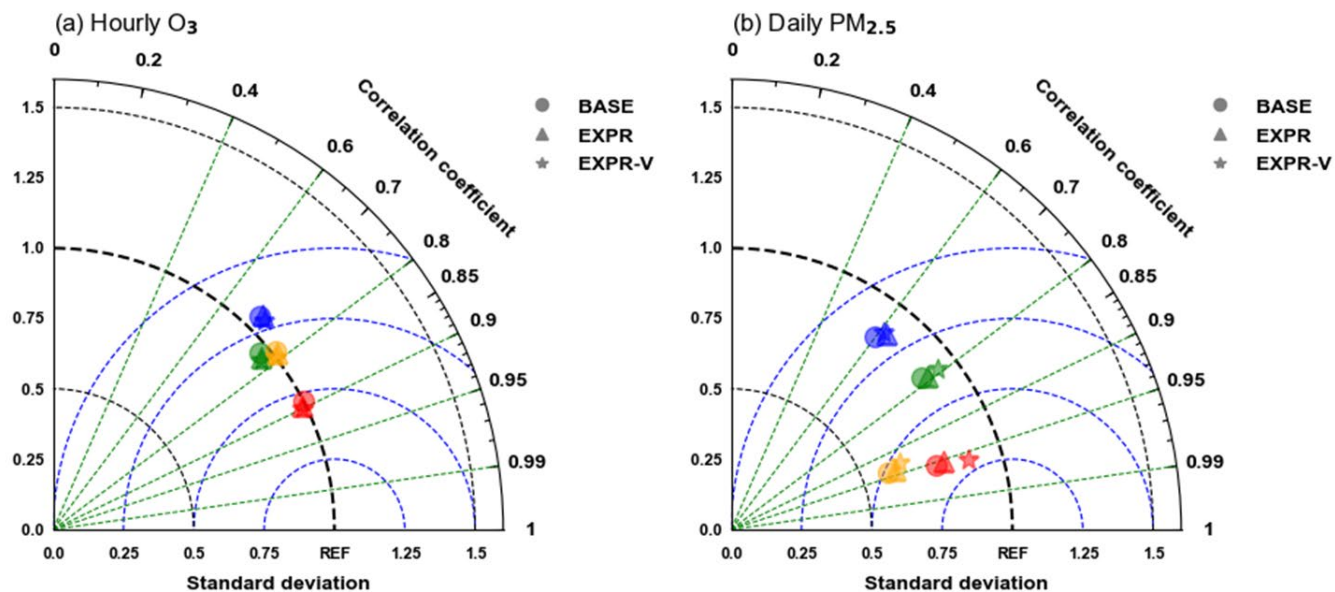 (a) Hourly O₃
0
0.2
0.4
0.6
0.7
0.8
0.85
0.9
0.95
0.99
1
Correlation coefficient
BASE
EXPR
EXPR-V
1.5
1.25
1.0
0.75
0.5
0.25
0.0
0.0 0.25 0.5 0.75 REF 1.25 1.5
Standard deviation
(b) Daily PM₂.₅
0
0.2
0.4
0.6
0.7
0.8
0.85
0.9
0.95
0.99
1
Correlation coefficient
BASE
EXPR
EXPR-V
1.5
1.25
1.0
0.75
0.5
0.25
0.0
0.0 0.25 0.5 0.75 REF 1.25 1.5
Standard deviation